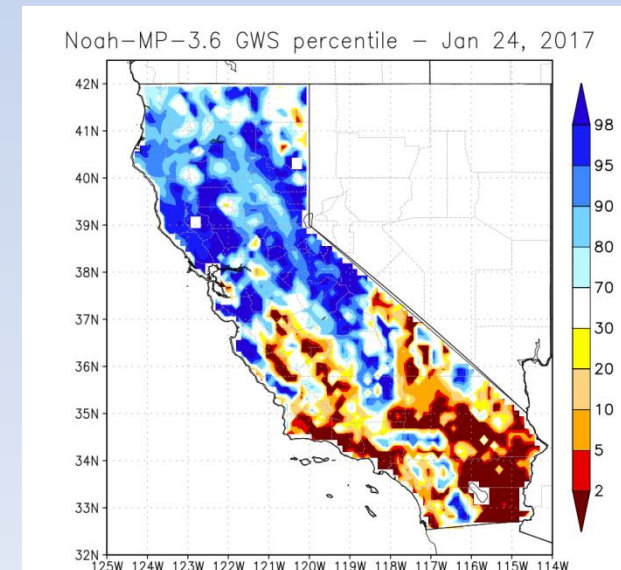 Noah-MP-3.6 GWS percentile - Jan 24, 2017
42N
41N
40N
39N
38N
37N
36N
35N
34N
33N
32N
125W 124W 123W 122W 121W 120W 119W 118W 117W 116W 115W 114W
98
95
90
80
70
30
20
10
5
2